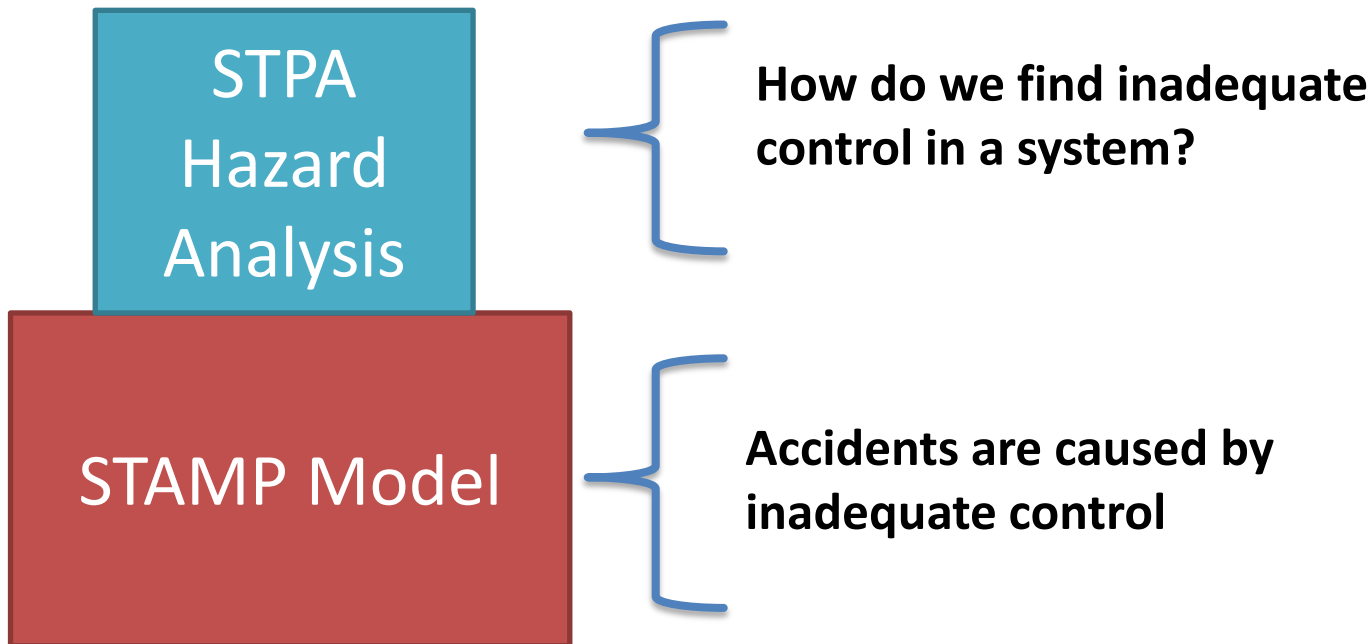 STPA
Hazard
Analysis
How do we find inadequate
control in a system?
STAMP Model
Accidents are caused by
inadequate control